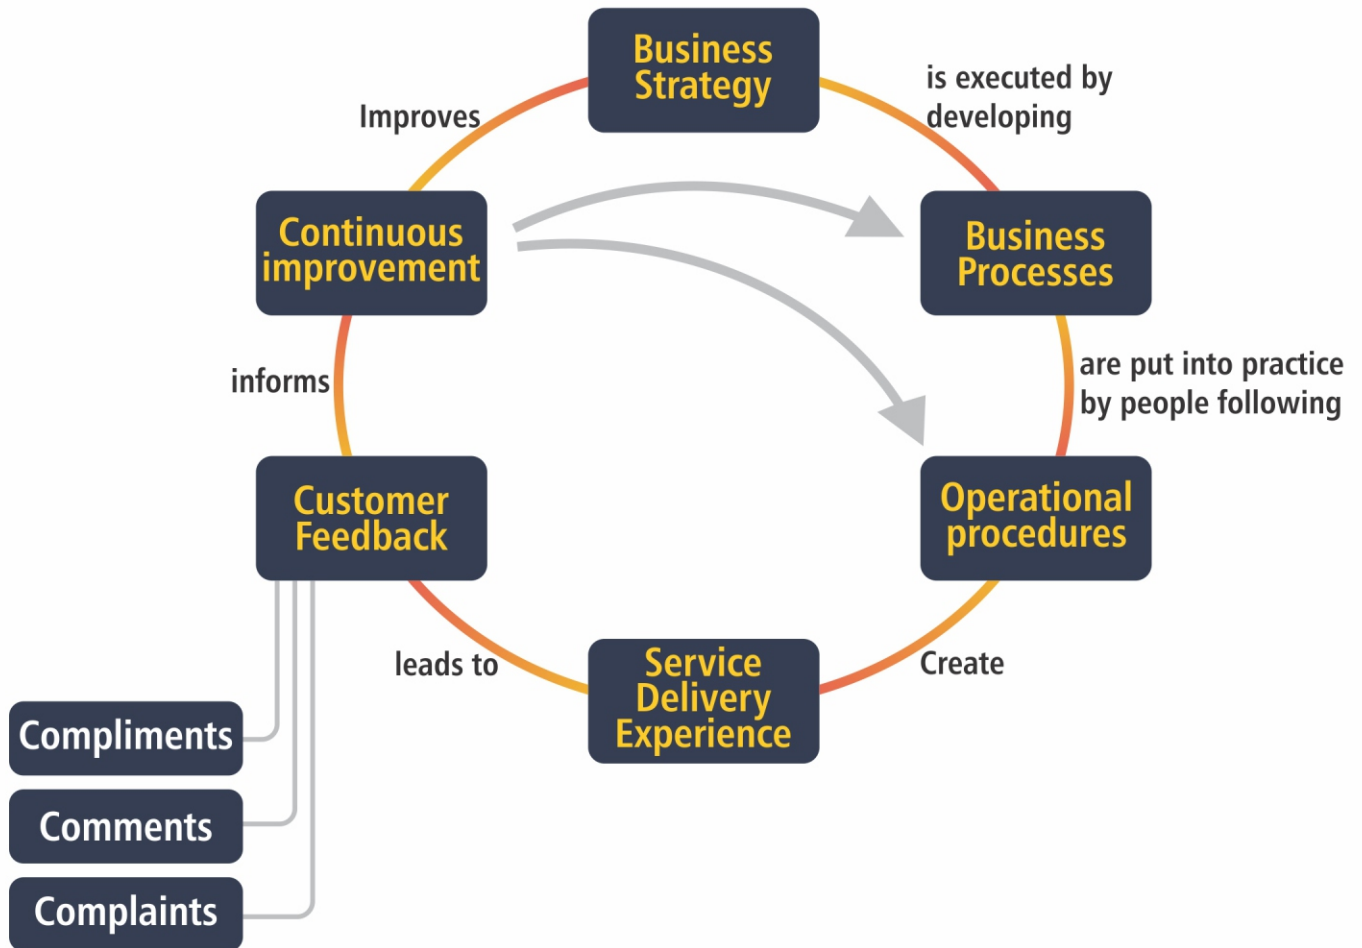 Business
Strategy
is executed by
developing
Improves
Continuous
improvement
Business
Processes
informs
are put into practice
by people following
Customer
Feedback
Operational
procedures
leads to
Service
Delivery
Experience
Create
Compliments
Comments
Complaints